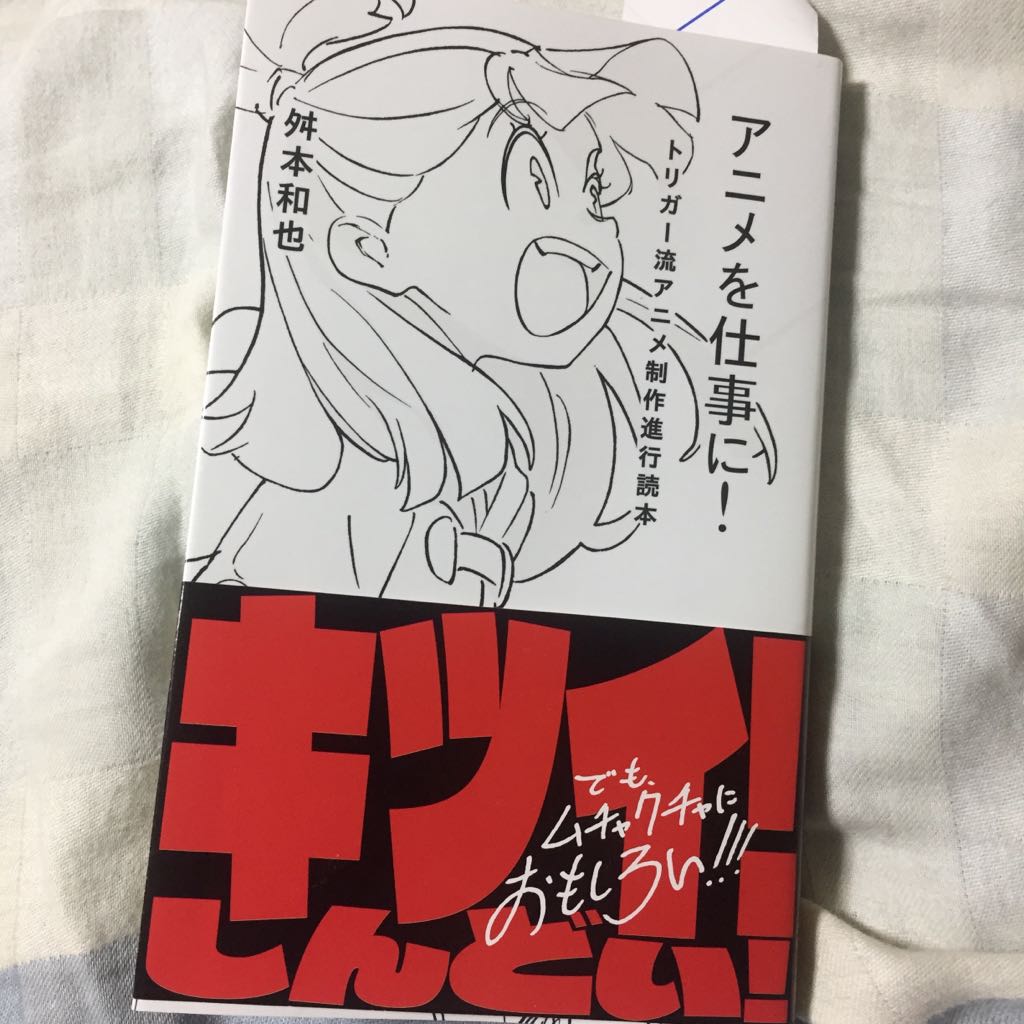 アニメを仕事に!
トリガー流アニメ制作進行読本
舛本和也
キツイ!
しんどい!
でも、
ムチャクチャに
おもしろい!!!